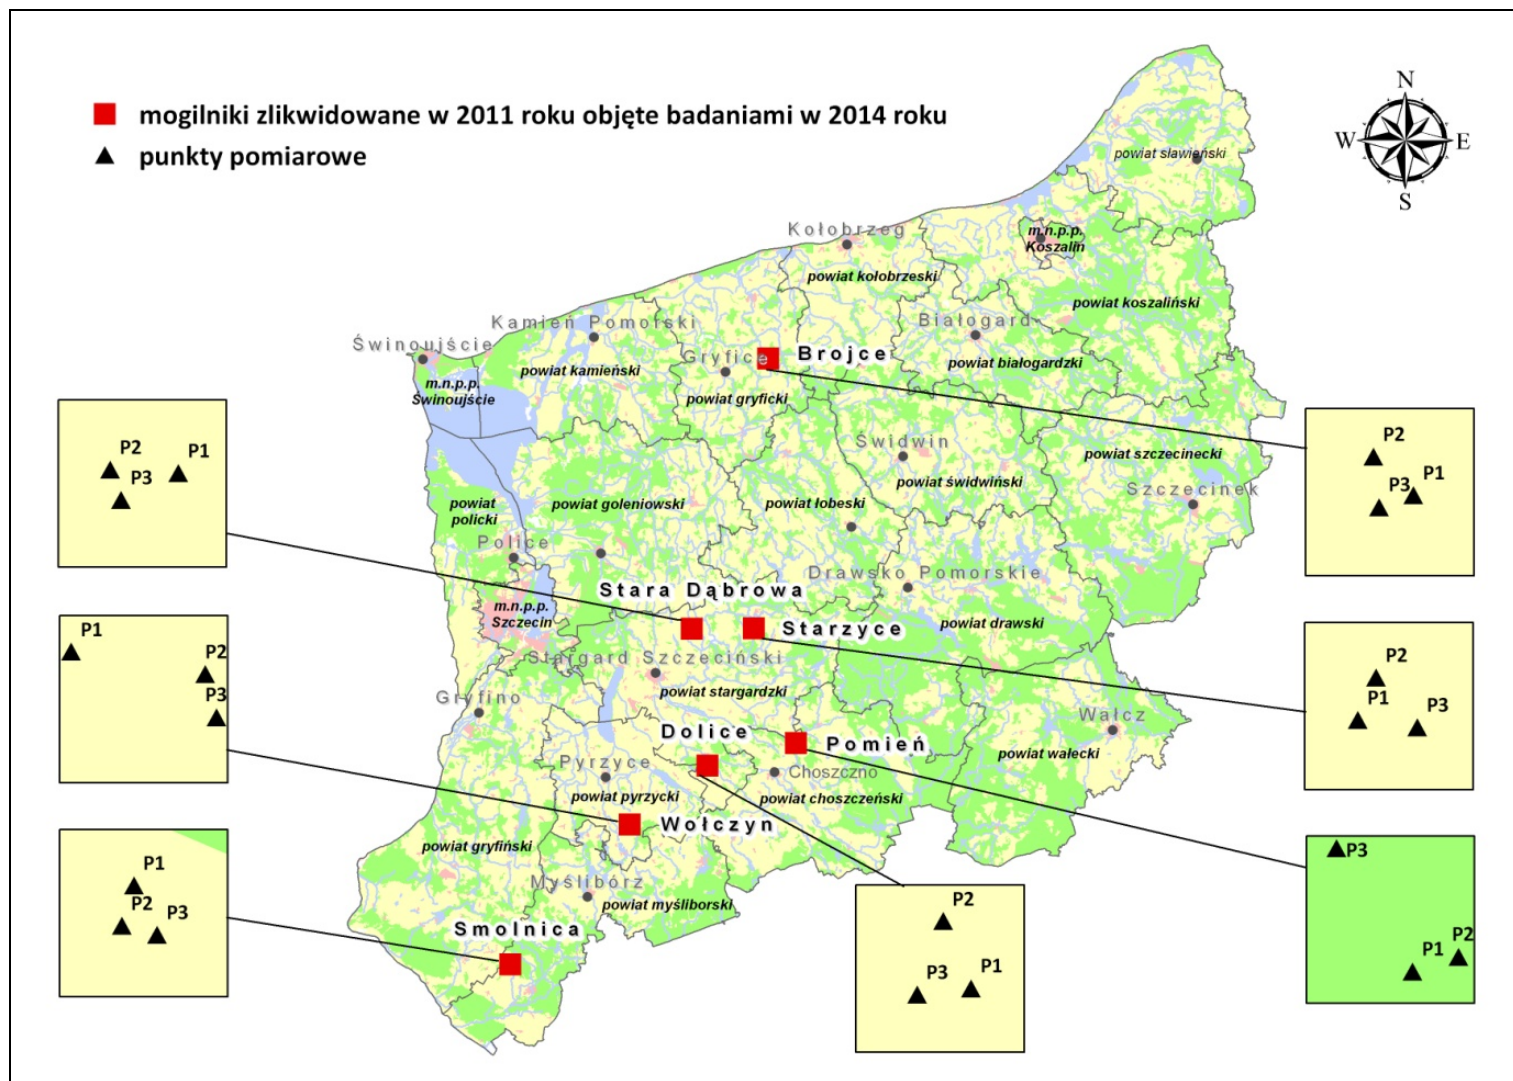 mogilniki zlikwidowane w 2011 roku objęte badaniami w 2014 roku
punkty pomiarowe
N
W
E
S
powiat sławieński
Kołobrzeg
m.n.p.p.
Koszalin
powiat kołobrzeski
powiat koszaliński
Kamień Pomorski
Białogard
Świnoujście
Gryfice
Brojce
powiat białogardzki
powiat kamieński
m.n.p.p.
Świnoujście
powiat gryficki
P2
P1
P3
P2
P3
P1
Świdwin
powiat szczecinecki
powiat świdwiński
Szczecinek
powiat
policki
powiat goleniowski
powiat łobeski
Police
Drawsko Pomorskie
Stara Dąbrowa
m.n.p.p.
Szczecin
powiat drawski
Starzyce
P1
P2
P3
Stargard Szczeciński
powiat stargardzki
P2
P1
P3
Gryfino
Wałcz
Dolice
Pomień
powiat wałecki
Pyrzyce
Choszczno
powiat pyrzycki
powiat choszczeński
Wołczyn
powiat gryfiński
P1
P2
P3
Myślibórz
powiat myśliborski
Smolnica
P2
P3
P1
P3
P1
P2